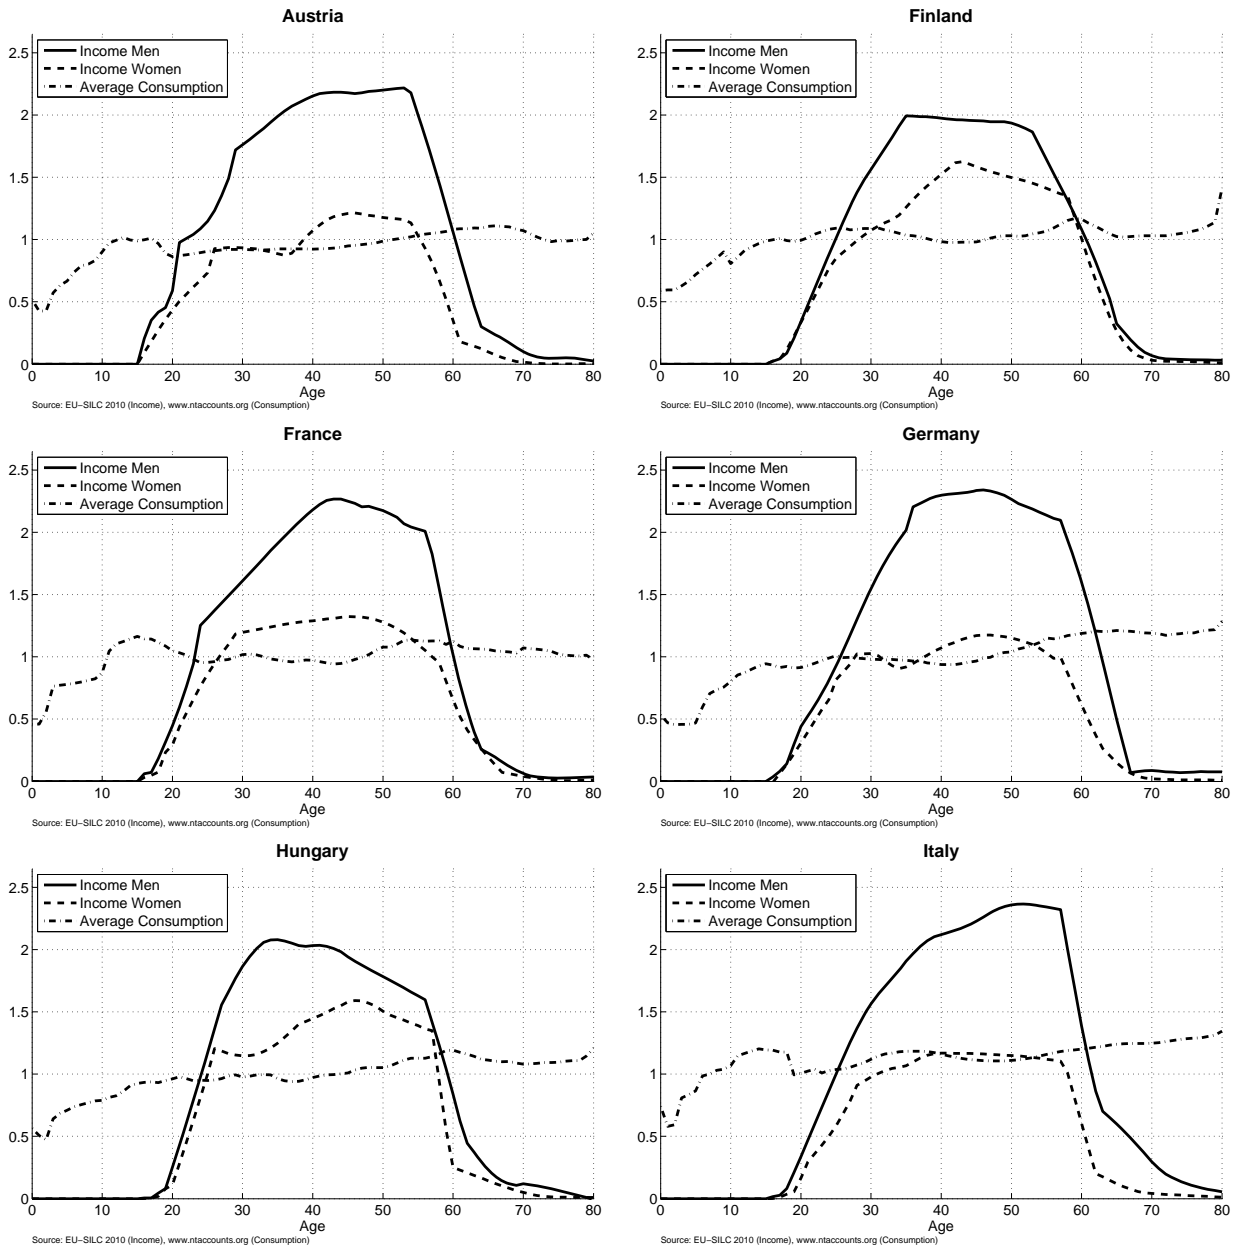 Austria
2.5
2
1.5
1
0.5
0
Income Men
Income Women
Average Consumption
0 10 20 30 40 50 60 70 80
Age
Source: EU–SILC 2010 (Income), www.ntaccounts.org (Consumption)
Finland
2.5
2
1.5
1
0.5
0
Income Men
Income Women
Average Consumption
0 10 20 30 40 50 60 70 80
Age
Source: EU–SILC 2010 (Income), www.ntaccounts.org (Consumption)
France
2.5
2
1.5
1
0.5
0
Income Men
Income Women
Average Consumption
0 10 20 30 40 50 60 70 80
Age
Source: EU–SILC 2010 (Income), www.ntaccounts.org (Consumption)
Germany
2.5
2
1.5
1
0.5
0
Income Men
Income Women
Average Consumption
0 10 20 30 40 50 60 70 80
Age
Source: EU–SILC 2010 (Income), www.ntaccounts.org (Consumption)
Hungary
2.5
2
1.5
1
0.5
0
Income Men
Income Women
Average Consumption
0 10 20 30 40 50 60 70 80
Age
Source: EU–SILC 2010 (Income), www.ntaccounts.org (Consumption)
Italy
2.5
2
1.5
1
0.5
0
Income Men
Income Women
Average Consumption
0 10 20 30 40 50 60 70 80
Age
Source: EU–SILC 2010 (Income), www.ntaccounts.org (Consumption)